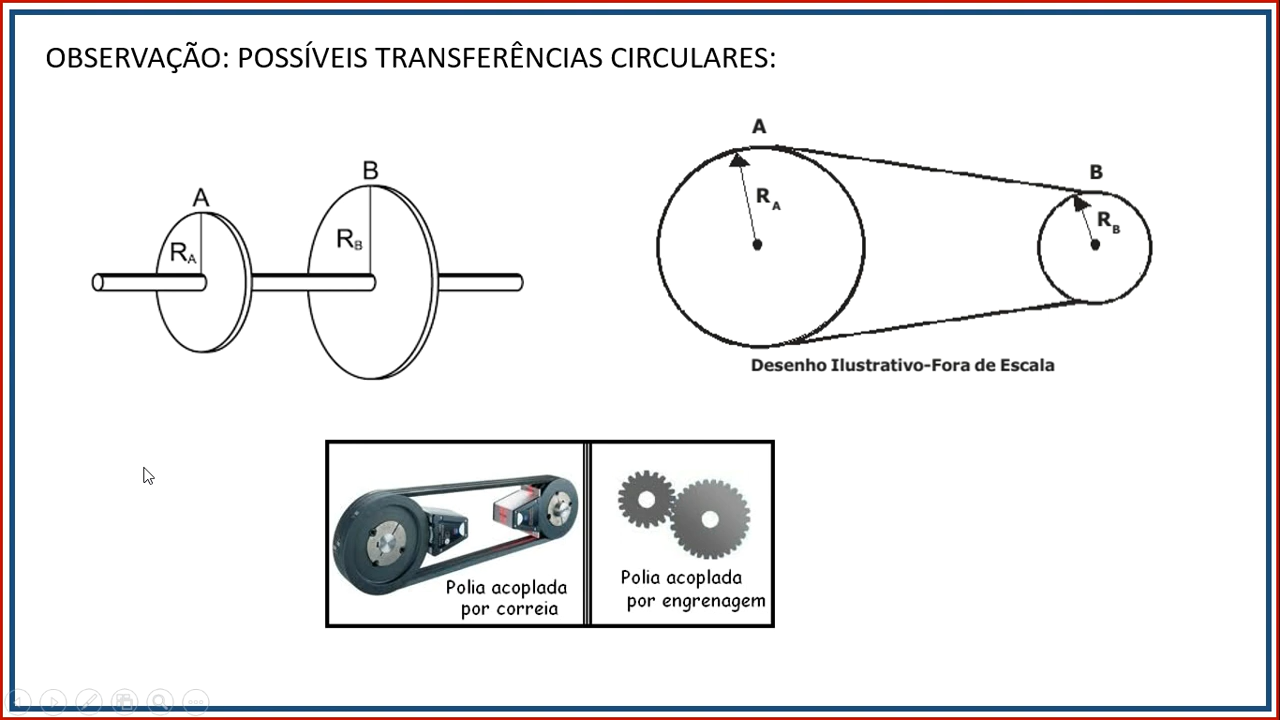 OBSERVAÇÃO: POSSÍVEIS TRANSFERÊNCIAS CIRCULARES:
A
B
RA
RB
A
B
RA
RB
Desenho Ilustrativo-Fora de Escala
Polia acoplada
por correia
Polia acoplada
por engrenagem